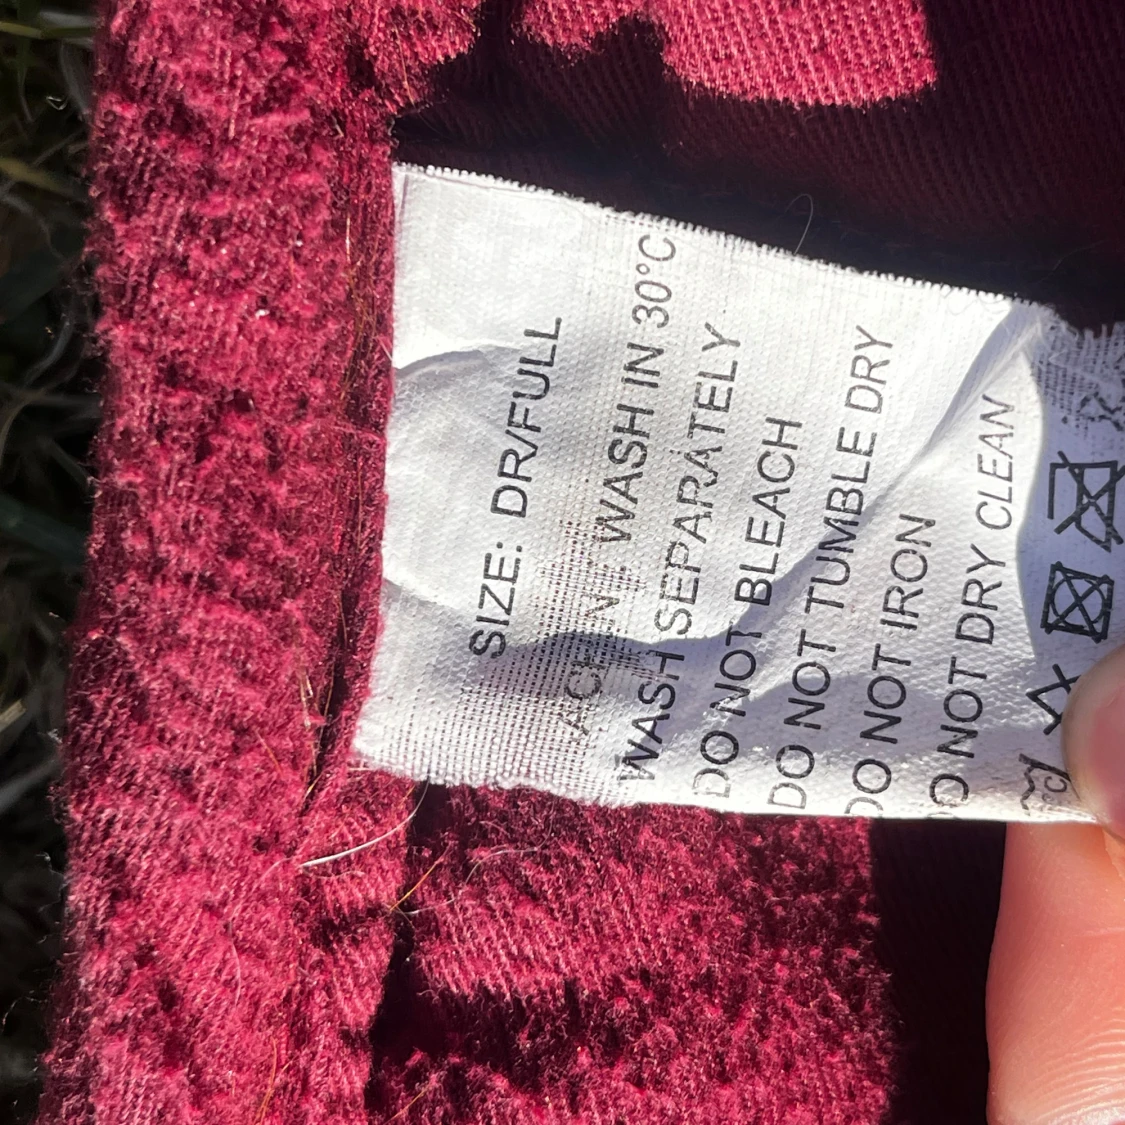 SIZE: DR/FULL
WASH IN 30°C
WASH SEPARATELY
DO NOT BLEACH
DO NOT TUMBLE DRY
DO NOT IRON
DO NOT DRY CLEAN